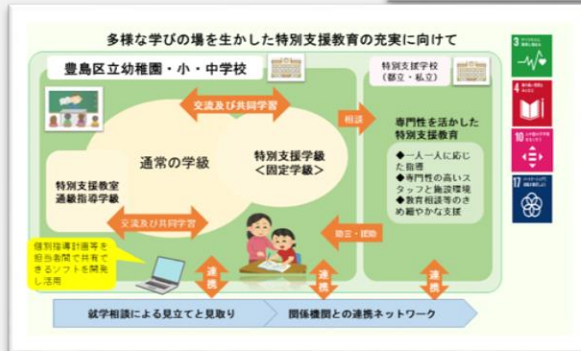 多様な学びの場を生かした特別支援教育の充実に向けて
豊島区立幼稚園・小・中学校
特別支援学校
(都立・私立)
交流及び共同学習
相談
通常の学級
特別支援学級
<固定学級>
専門性を活かした
特別支援教育
◆一人一人に応じ
た指導
◆専門性の高いス
タッフと施設環境
◆教育相談等のき
め細やかな支援
特別支援教室
通級指導学級
交流及び共同学習
助言・援助
個別指導計画等を
担当者間で共有で
きるソフトを開発
し活用
連携
連携
連携
就学相談による見立てと見取り
関係機関との連携ネットワーク
3
4
10
17